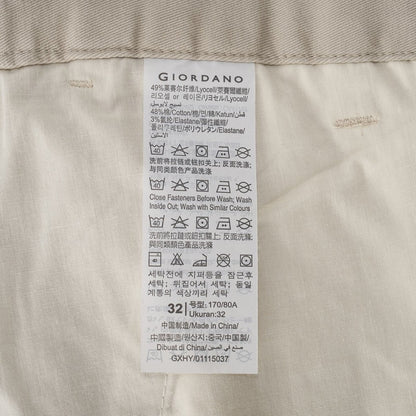 GIORDANO
49%莱赛尔纤维/Lyocell/萊賽爾纖維/
리오셀 or 레이온/リヨセル/Lyocell/
نسيج لايوسل
48%棉/Cotton/棉/면/綿/Katun/قطن/
3%氨纶/Elastane/彈性纖維/
폴리우레탄/ポリウレタン/Elastane/
洗前将拉链或钮扣关上; 反面洗涤;
与同类颜色产品洗涤
Close Fasteners Before Wash; Wash
Inside Out; Wash with Similar Colours
洗前將拉鏈或鈕扣關上; 反面洗滌;
與同類顏色產品洗滌
세탁전에 지퍼등을 잠근후
세탁; 뒤집어서 세탁; 동일
계통의 색상끼리 세탁
32 号型: 170/80A
Ukuran: 32
中国制造/Made in China/
中國製造/원산지: 중국/中国製/
Dibuat di China/صنع في الصين
GXHY/01115037